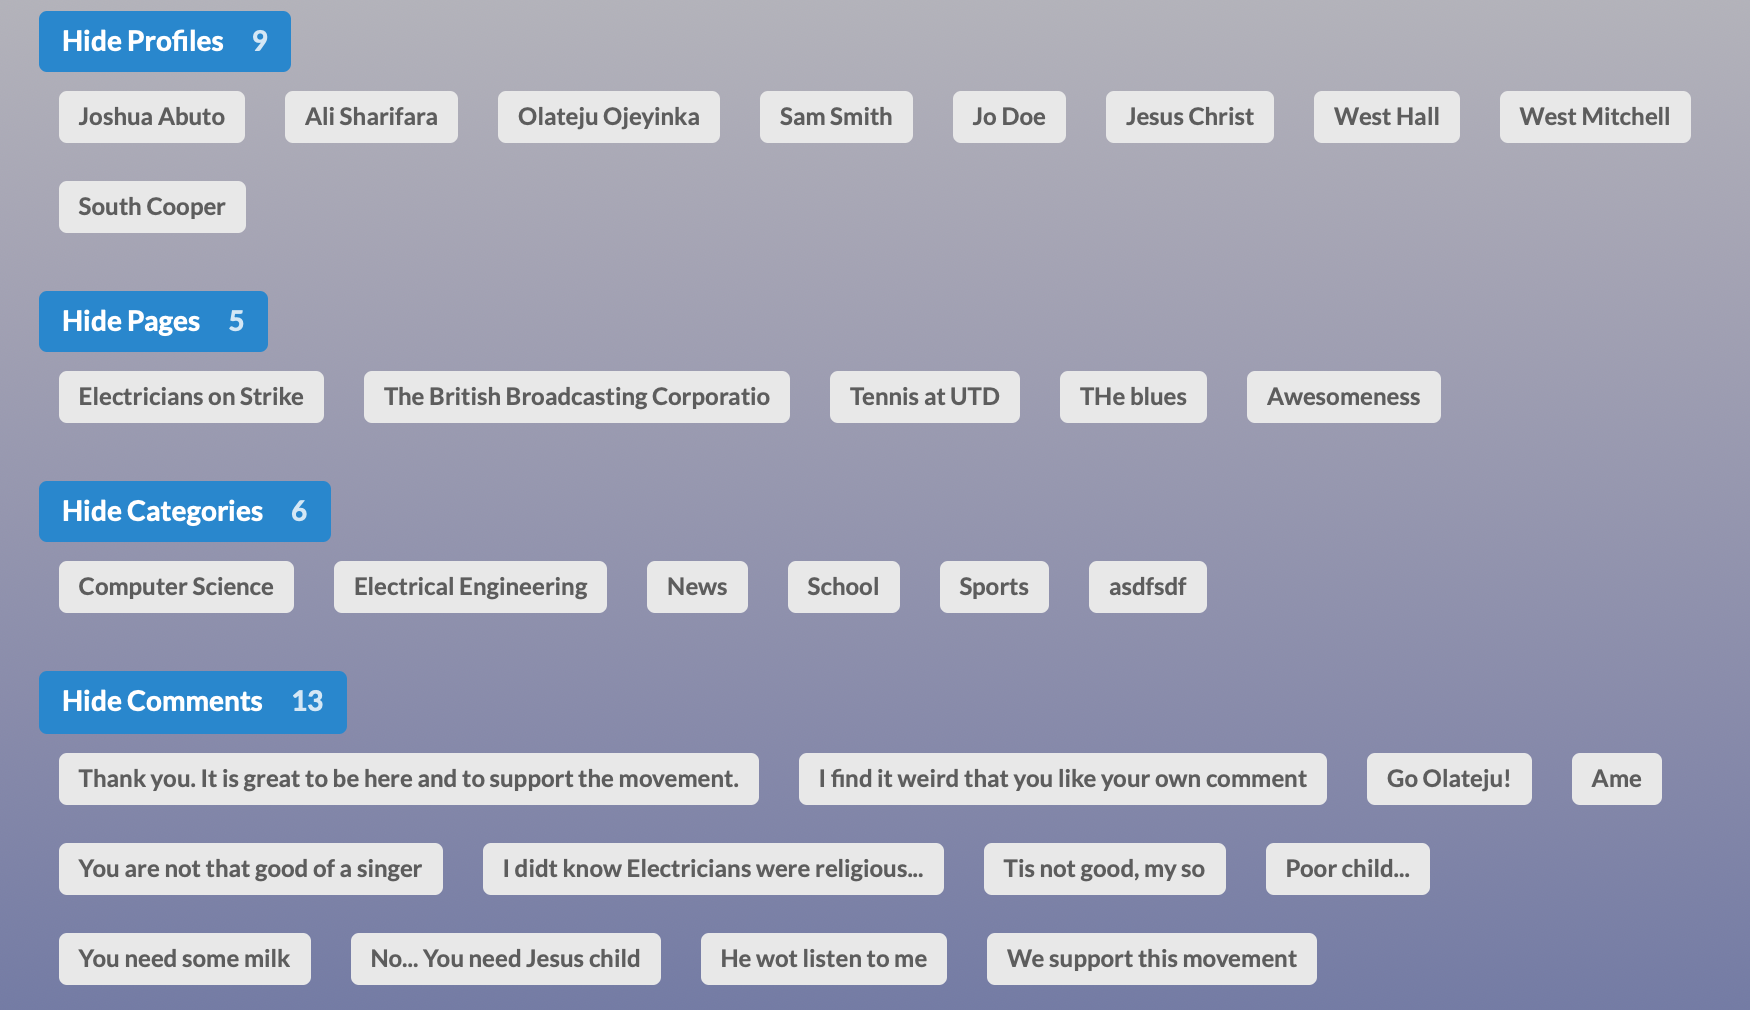 Hide Profiles 9
Joshua Abuto Ali Sharifara Olateju Ojeyinka Sam Smith Jo Doe Jesus Christ West Hall West Mitchell
South Cooper
Hide Pages 5
Electricians on Strike The British Broadcasting Corporatio Tennis at UTD THe blues Awesomeness
Hide Categories 6
Computer Science Electrical Engineering News School Sports asdfsdf
Hide Comments 13
Thank you. It is great to be here and to support the movement. I find it weird that you like your own comment Go Olateju! Ame
You are not that good of a singer I didt know Electricians were religious... Tis not good, my so Poor child...
You need some milk No... You need Jesus child He wot listen to me We support this movement